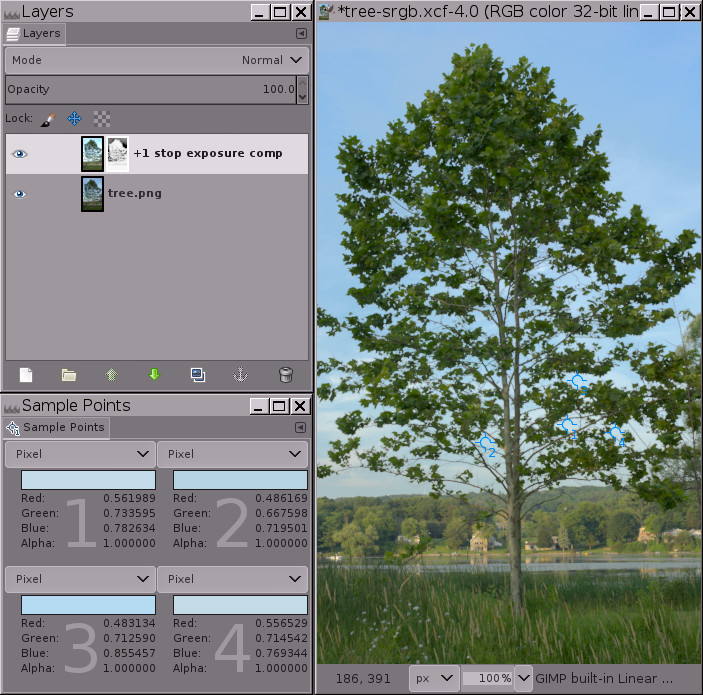 Layers
Layers
Mode Normal
Opacity 100.0
Lock:
+1 stop exposure comp
tree.png
Sample Points
Sample Points
Pixel Pixel
Red: 0.561989 Red: 0.486169
Green: 0.733595 Green: 0.667598
Blue: 0.782634 Blue: 0.719501
Alpha: 1.000000 Alpha: 1.000000
1 2
Pixel Pixel
Red: 0.483134 Red: 0.556529
Green: 0.712590 Green: 0.714542
Blue: 0.855457 Blue: 0.769344
Alpha: 1.000000 Alpha: 1.000000
3 4
*tree-srgb.xcf-4.0 (RGB color 32-bit lin
3
1
4
2
186, 391 px 100% GIMP built-in Linear ...